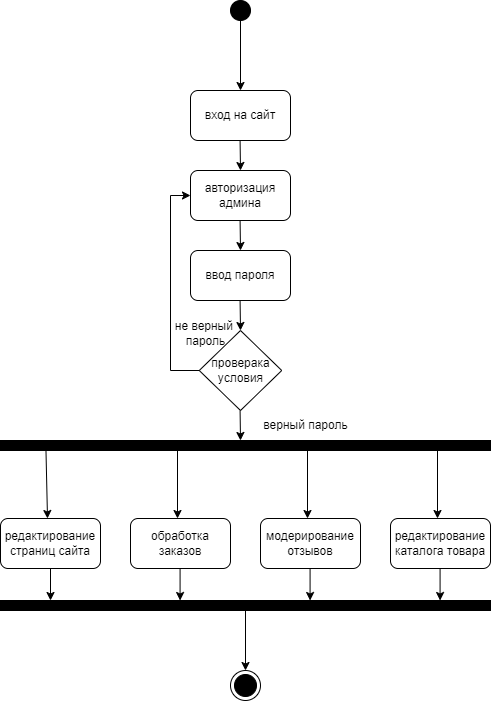 вход на сайт
авторизация
админа
ввод пароля
не верный
пароль
проверака
условия
верный пароль
редактирование
страниц сайта
обработка
заказов
модерирование
отзывов
редактирование
каталога товара